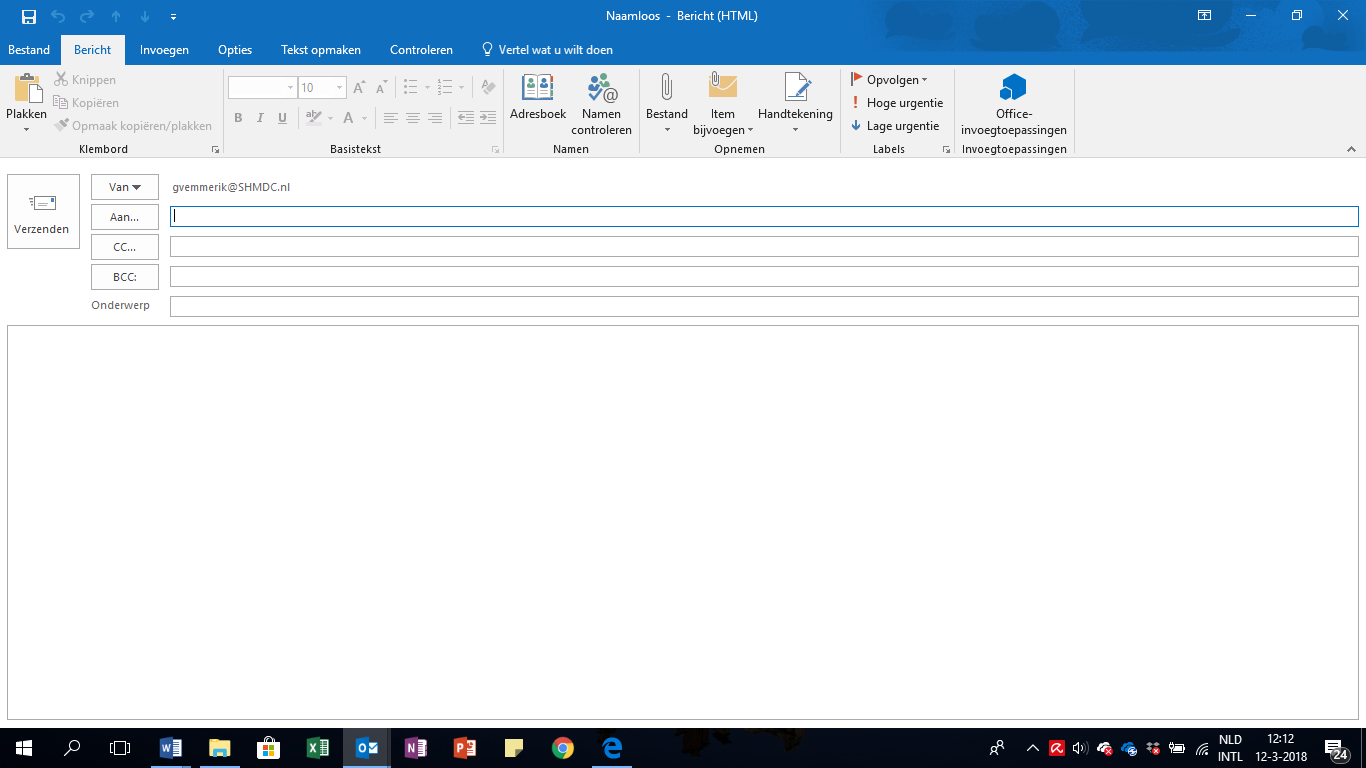 Naamloos - Bericht (HTML)
Bestand Bericht Invoegen Opties Tekst opmaken Controleren Vertel wat u wilt doen
Plakken
Knippen
Kopiëren
Opmaak kopiëren/plakken
Klembord
10
B I U aby A A A
Basistekst
Adresboek
Namen controleren
Namen
Bestand
Item bijvoegen
Handtekening
Opnemen
Opvolgen
Hoge urgentie
Lage urgentie
Labels
Office-invoegtoepassingen
Invoegtoepassingen
Verzenden
Van gvemmerik@SHMDC.nl
Aan...
CC...
BCC:
Onderwerp
NLD 12:12
INTL 12-3-2018 24